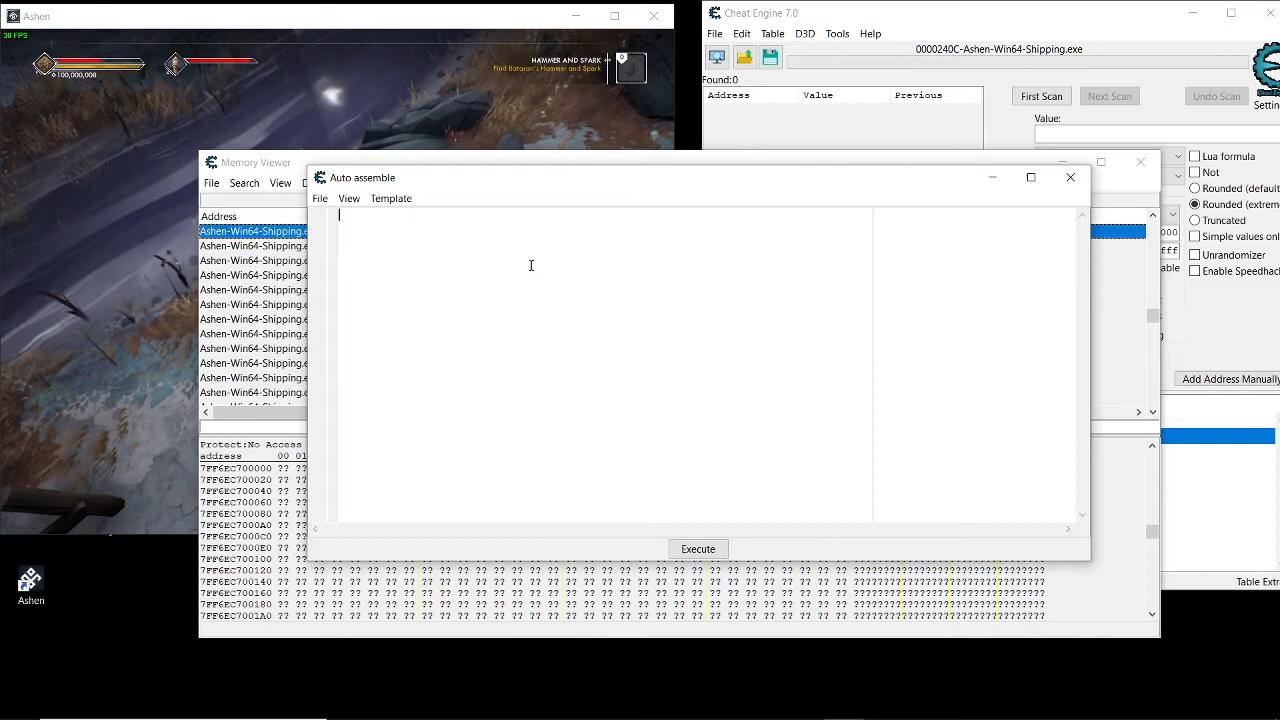 Ashen
30 FPS
100,000,008
HAMMER AND SPARK
Find Bataran's Hammer and Spark
0
Cheat Engine 7.0
File Edit Table D3D Tools Help
0000240C-Ashen-Win64-Shipping.exe
Found:0
Address Value Previous
First Scan Next Scan Undo Scan
Settin
Value:
Lua formula
Not
Rounded (default
Rounded (extrem
Truncated
Simple values onl
Unrandomizer
Enable Speedhac
Add Address Manually
Table Extra
Memory Viewer
File Search View
Address
Ashen-Win64-Shipping.e
Ashen-Win64-Shipping.e
Ashen-Win64-Shipping.e
Ashen-Win64-Shipping.e
Ashen-Win64-Shipping.e
Ashen-Win64-Shipping.e
Ashen-Win64-Shipping.e
Ashen-Win64-Shipping.e
Ashen-Win64-Shipping.e
Ashen-Win64-Shipping.e
Ashen-Win64-Shipping.e
Ashen-Win64-Shipping.e
Auto assemble
File View Template
Execute
Protect:No Access
address 00 01
7FF6EC700000 ?? ??
7FF6EC700020 ?? ??
7FF6EC700040 ?? ??
7FF6EC700060 ?? ??
7FF6EC700080 ?? ??
7FF6EC7000A0 ?? ??
7FF6EC7000C0 ?? ??
7FF6EC7000E0 ?? ??
7FF6EC700100 ?? ??
7FF6EC700120 ?? ?? ?? ?? ?? ?? ?? ?? ?? ?? ?? ?? ?? ?? ?? ?? ?? ?? ?? ?? ?? ?? ?? ?? ?? ?? ?? ?? ?? ?? ?? ?? ????????????????????????????????
7FF6EC700140 ?? ?? ?? ?? ?? ?? ?? ?? ?? ?? ?? ?? ?? ?? ?? ?? ?? ?? ?? ?? ?? ?? ?? ?? ?? ?? ?? ?? ?? ?? ?? ?? ????????????????????????????????
7FF6EC700160 ?? ?? ?? ?? ?? ?? ?? ?? ?? ?? ?? ?? ?? ?? ?? ?? ?? ?? ?? ?? ?? ?? ?? ?? ?? ?? ?? ?? ?? ?? ?? ?? ????????????????????????????????
7FF6EC700180 ?? ?? ?? ?? ?? ?? ?? ?? ?? ?? ?? ?? ?? ?? ?? ?? ?? ?? ?? ?? ?? ?? ?? ?? ?? ?? ?? ?? ?? ?? ?? ?? ????????????????????????????????
7FF6EC7001A0 ?? ?? ?? ?? ?? ?? ?? ?? ?? ?? ?? ?? ?? ?? ?? ?? ?? ?? ?? ?? ?? ?? ?? ?? ?? ?? ?? ?? ?? ?? ?? ?? ????????????????????????????????
Ashen